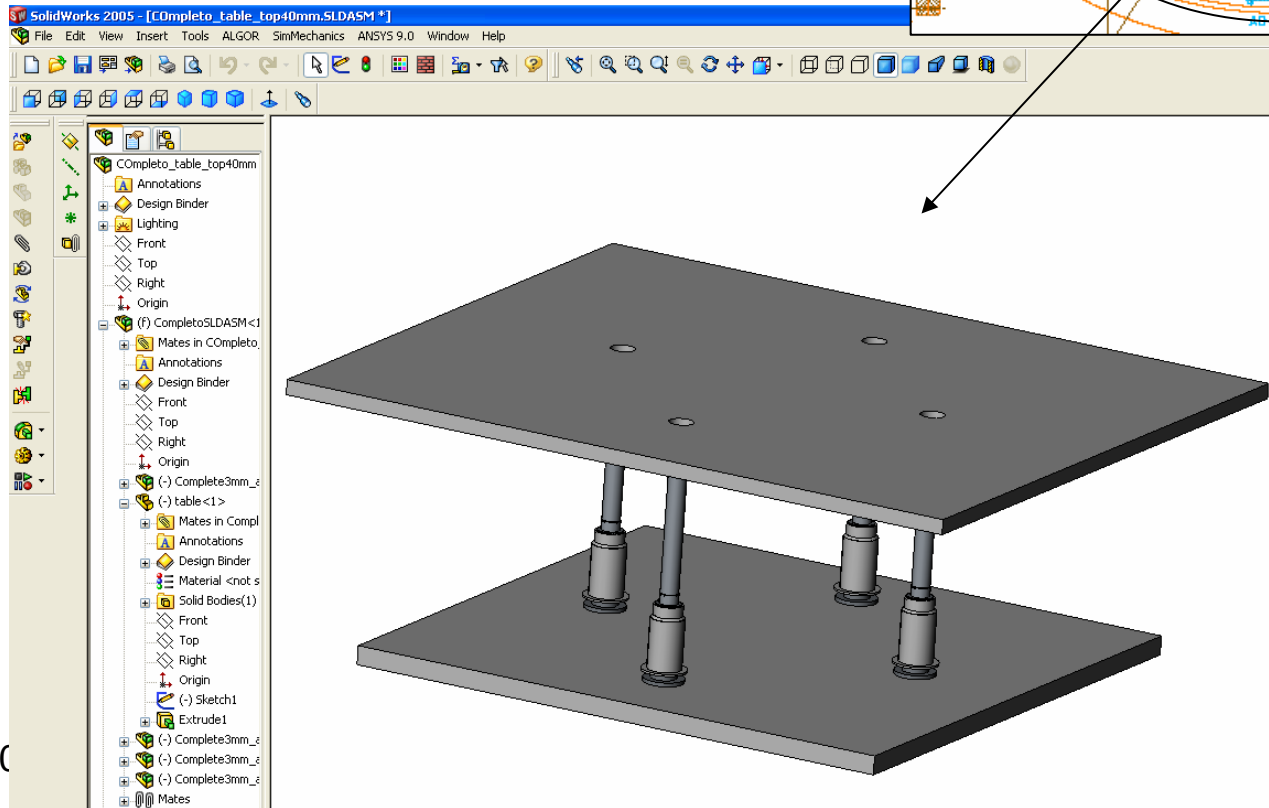 SolidWorks 2005 - [COmpleto_table_top40mm.SLDASM *]
File Edit View Insert Tools ALGOR SimMechanics ANSYS 9.0 Window Help
COmpleto_table_top40mm
Annotations
Design Binder
Lighting
Front
Top
Right
Origin
(f) CompletoSLDASM<1
Mates in COmpleto_
Annotations
Design Binder
Front
Top
Right
Origin
(-) Complete3mm_a
(-) table<1>
Mates in Compl
Annotations
Design Binder
Material <not s
Solid Bodies(1)
Front
Top
Right
Origin
(-) Sketch1
Extrude1
(-) Complete3mm_a
(-) Complete3mm_a
(-) Complete3mm_a
Mates